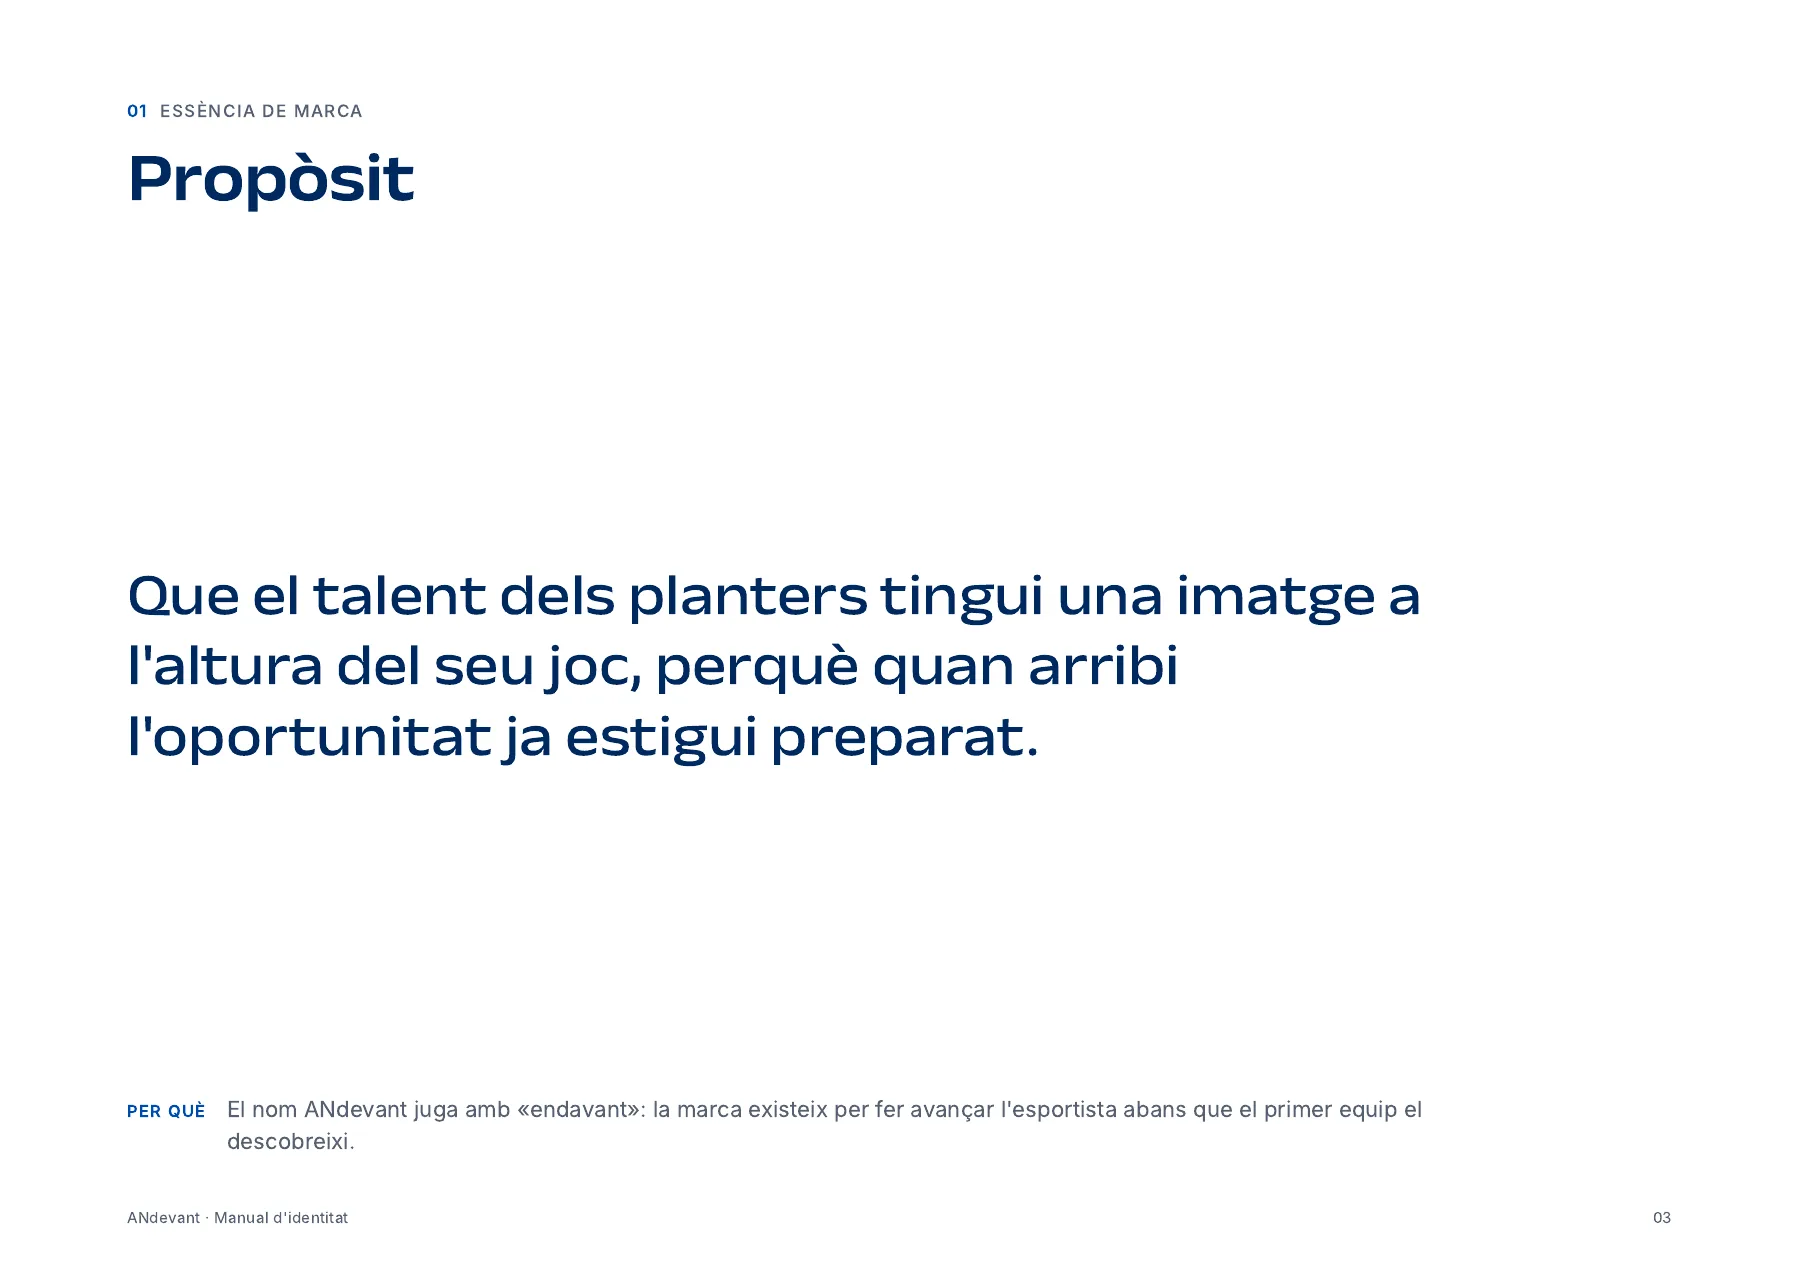 01 ESSÈNCIA DE MARCA
Propòsit
Que el talent dels planters tingui una imatge a
l'altura del seu joc, perquè quan arribi
l'oportunitat ja estigui preparat.
PER QUÈ El nom ANdevant juga amb «endavant»: la marca existeix per fer avançar l'esportista abans que el primer equip el
descobreixi.
ANdevant · Manual d'identitat 03